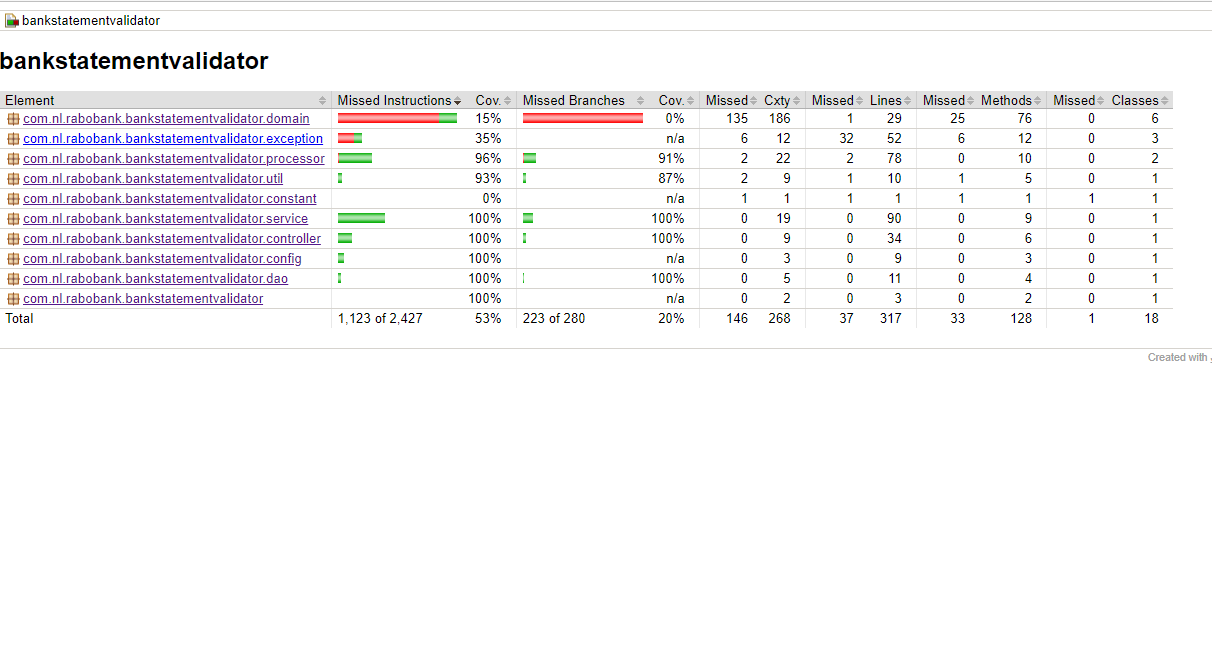 bankstatementvalidator
bankstatementvalidator
Element Missed Instructions Cov. Missed Branches Cov. Missed Cxty Missed Lines Missed Methods Missed Classes
com.nl.rabobank.bankstatementvalidator.domain 15% 0% 135 186 1 29 25 76 0 6
com.nl.rabobank.bankstatementvalidator.exception 35% n/a 6 12 32 52 6 12 0 3
com.nl.rabobank.bankstatementvalidator.processor 96% 91% 2 22 2 78 0 10 0 2
com.nl.rabobank.bankstatementvalidator.util 93% 87% 2 9 1 10 1 5 0 1
com.nl.rabobank.bankstatementvalidator.constant 0% n/a 1 1 1 1 1 1 1 1
com.nl.rabobank.bankstatementvalidator.service 100% 100% 0 19 0 90 0 9 0 1
com.nl.rabobank.bankstatementvalidator.controller 100% 100% 0 9 0 34 0 6 0 1
com.nl.rabobank.bankstatementvalidator.config 100% n/a 0 3 0 9 0 3 0 1
com.nl.rabobank.bankstatementvalidator.dao 100% 100% 0 5 0 11 0 4 0 1
com.nl.rabobank.bankstatementvalidator 100% n/a 0 2 0 3 0 2 0 1
Total 1,123 of 2,427 53% 223 of 280 20% 146 268 37 317 33 128 1 18
Created with